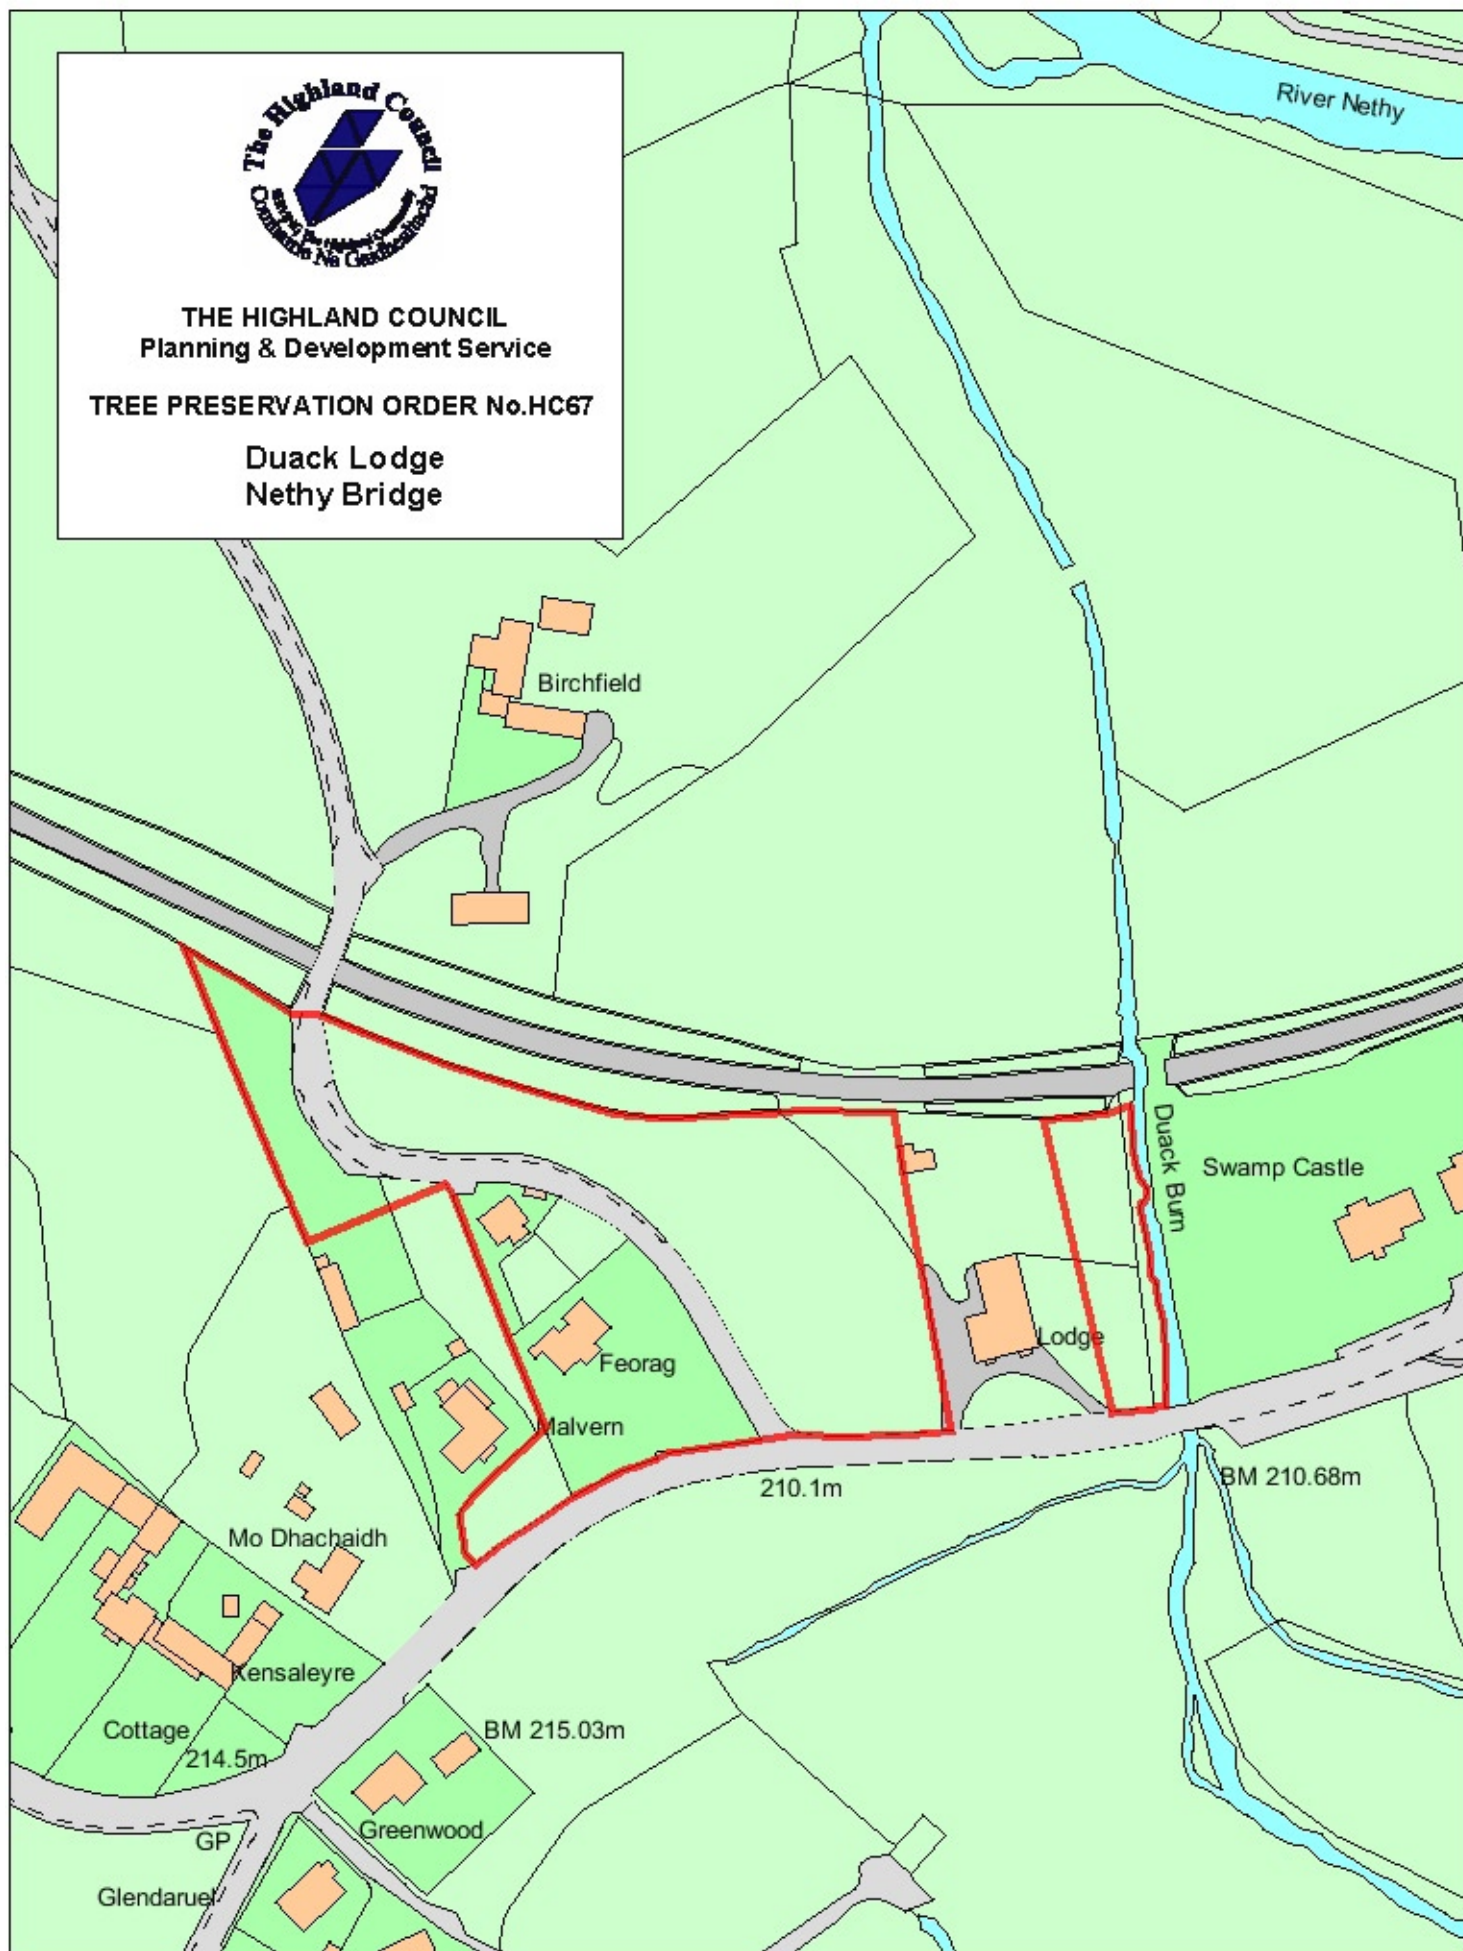 The Highland Council
Comhairle Na Gaidhealtachd
THE HIGHLAND COUNCIL
Planning & Development Service
TREE PRESERVATION ORDER No.HC67
Duack Lodge
Nethy Bridge
River Nethy
Birchfield
Duack Burn
Swamp Castle
Lodge
Feorag
Malvern
210.1m
BM 210.68m
Mo Dhachaidh
Kensaleyre
Cottage
BM 215.03m
214.5m
Greenwood
GP
Glendaruel